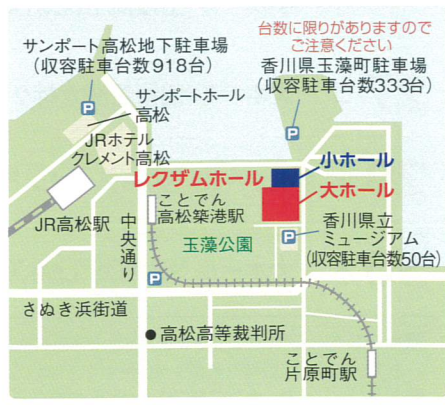 台数に限りがありますので
ご注意ください
サンポート高松地下駐車場
(収容駐車台数918台)
香川県玉藻町駐車場
(収容駐車台数333台)
P
P
サンポートホール
高松
JRホテル
クレメント高松
レクザムホール
小ホール
大ホール
JR高松駅
中央通り
ことでん
高松築港駅
玉藻公園
P
香川県立
ミュージアム
(収容駐車台数50台)
P
さぬき浜街道
高松高等裁判所
ことでん
片原町駅